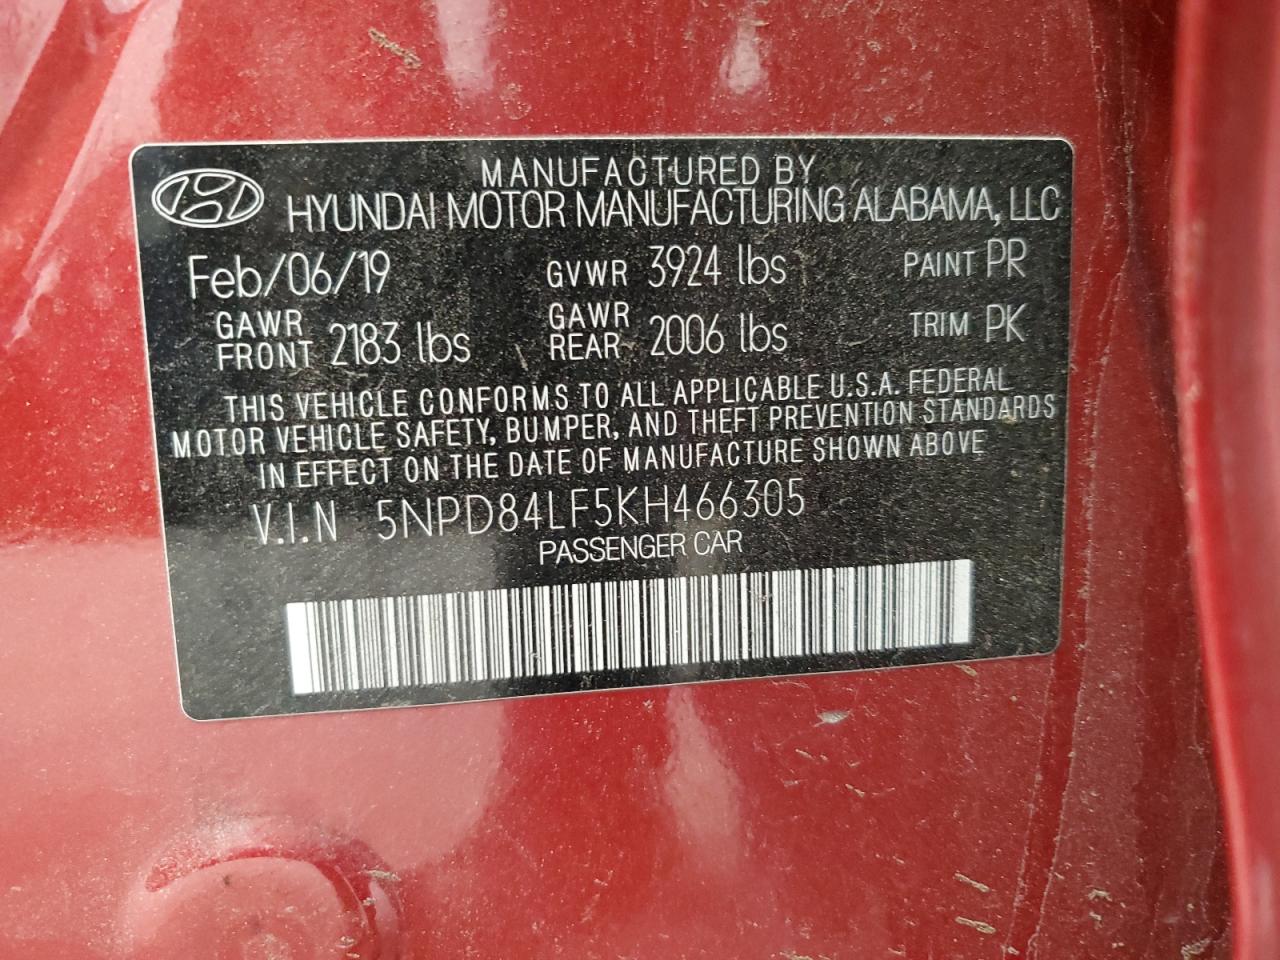 MANUFACTURED BY
HYUNDAI MOTOR MANUFACTURING ALABAMA, LLC
Feb/06/19 GVWR 3924 lbs PAINT PR
GAWR FRONT 2183 lbs GAWR REAR 2006 lbs TRIM PK
THIS VEHICLE CONFORMS TO ALL APPLICABLE U.S.A. FEDERAL
MOTOR VEHICLE SAFETY, BUMPER, AND THEFT PREVENTION STANDARDS
IN EFFECT ON THE DATE OF MANUFACTURE SHOWN ABOVE
V.I.N 5NPD84LF5KH466305
PASSENGER CAR